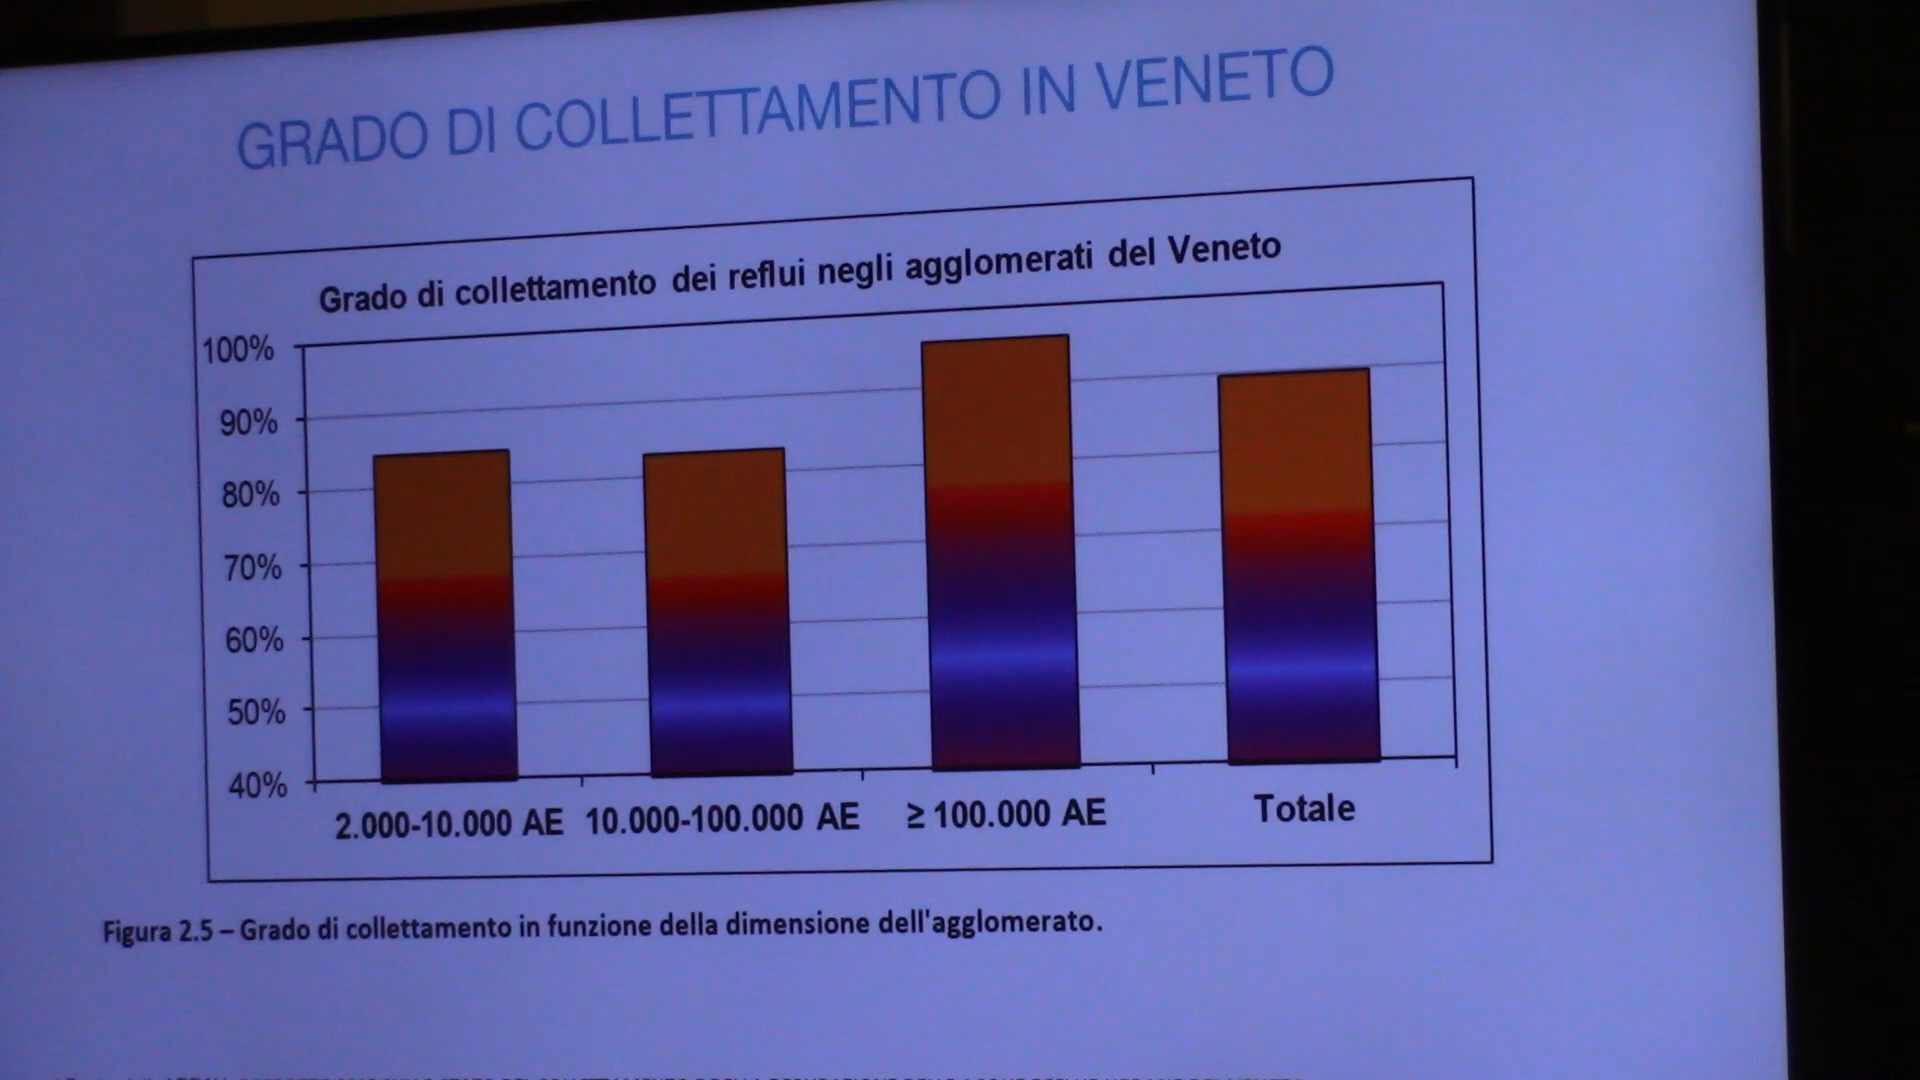 GRADO DI COLLETTAMENTO IN VENETO
Grado di collettamento dei reflui negli agglomerati del Veneto
100%
90%
80%
70%
60%
50%
40%
2.000-10.000 AE 10.000-100.000 AE ≥ 100.000 AE Totale
Figura 2.5 – Grado di collettamento in funzione della dimensione dell'agglomerato.